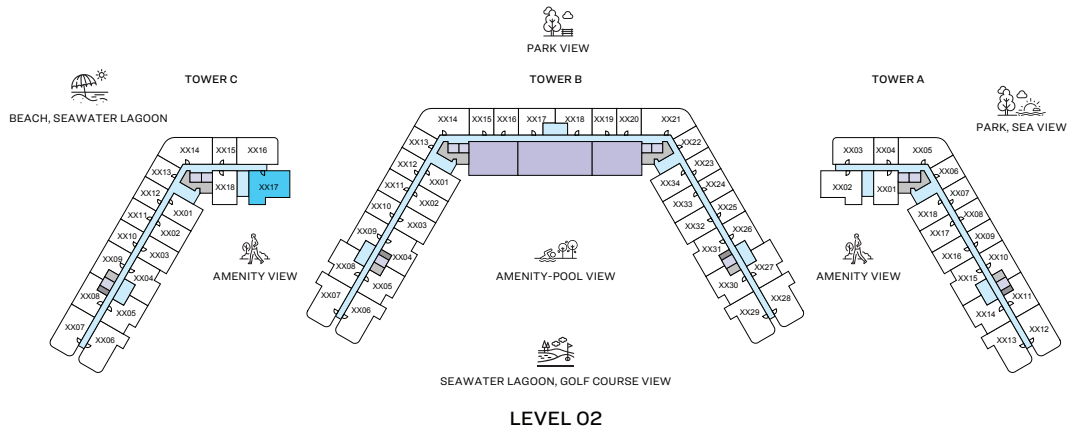 PARK VIEW
TOWER C
TOWER B
TOWER A
BEACH, SEAWATER LAGOON
PARK, SEA VIEW
XX14
XX15
XX16
XX13
XX12
XX11
XX10
XX09
XX08
XX07
XX06
XX05
XX04
XX03
XX02
XX01
XX18
XX17
AMENITY VIEW
XX14
XX15
XX16
XX17
XX18
XX19
XX20
XX21
XX13
XX12
XX11
XX10
XX09
XX08
XX07
XX06
XX05
XX04
XX03
XX02
XX01
XX22
XX23
XX24
XX25
XX26
XX27
XX28
XX29
XX30
XX31
XX32
XX33
XX34
AMENITY-POOL VIEW
XX03
XX04
XX05
XX02
XX01
XX06
XX07
XX08
XX09
XX10
XX11
XX12
XX13
XX14
XX15
XX16
XX17
XX18
AMENITY VIEW
SEAWATER LAGOON, GOLF COURSE VIEW
LEVEL 02